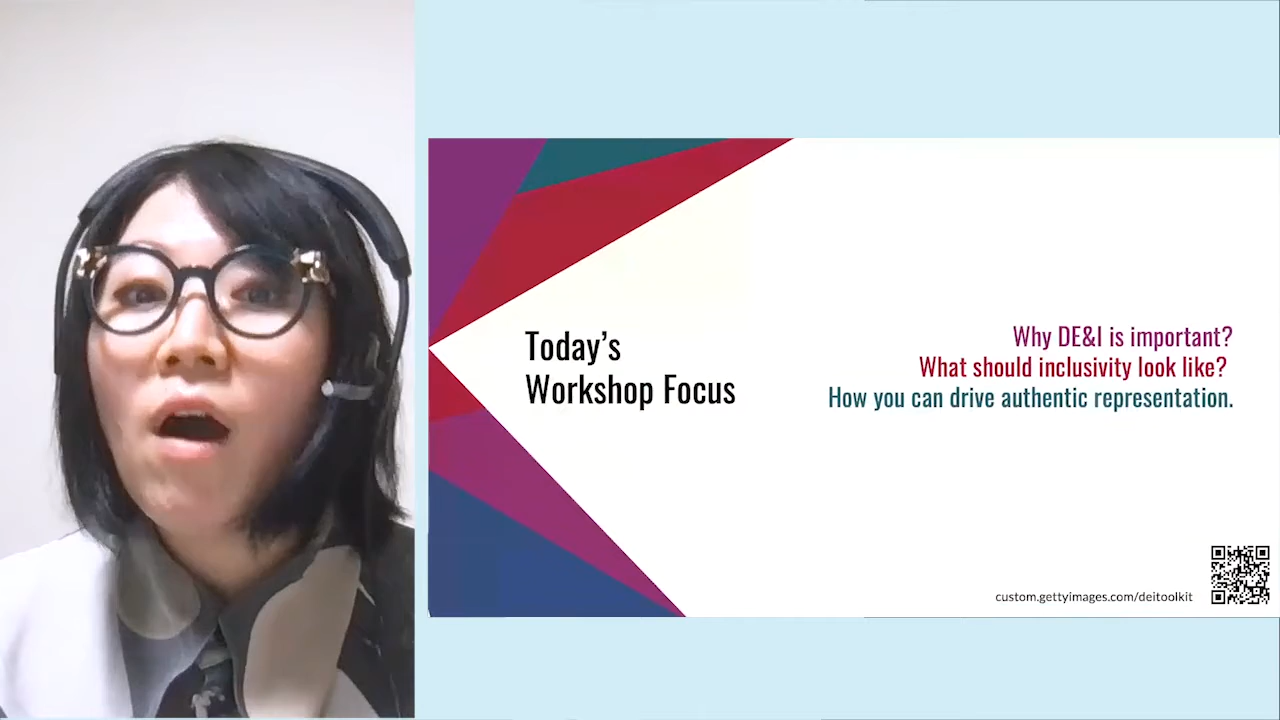 Today's
Workshop Focus
Why DE&I is important?
What should inclusivity look like?
How you can drive authentic representation.
custom.gettyimages.com/deitoolkit